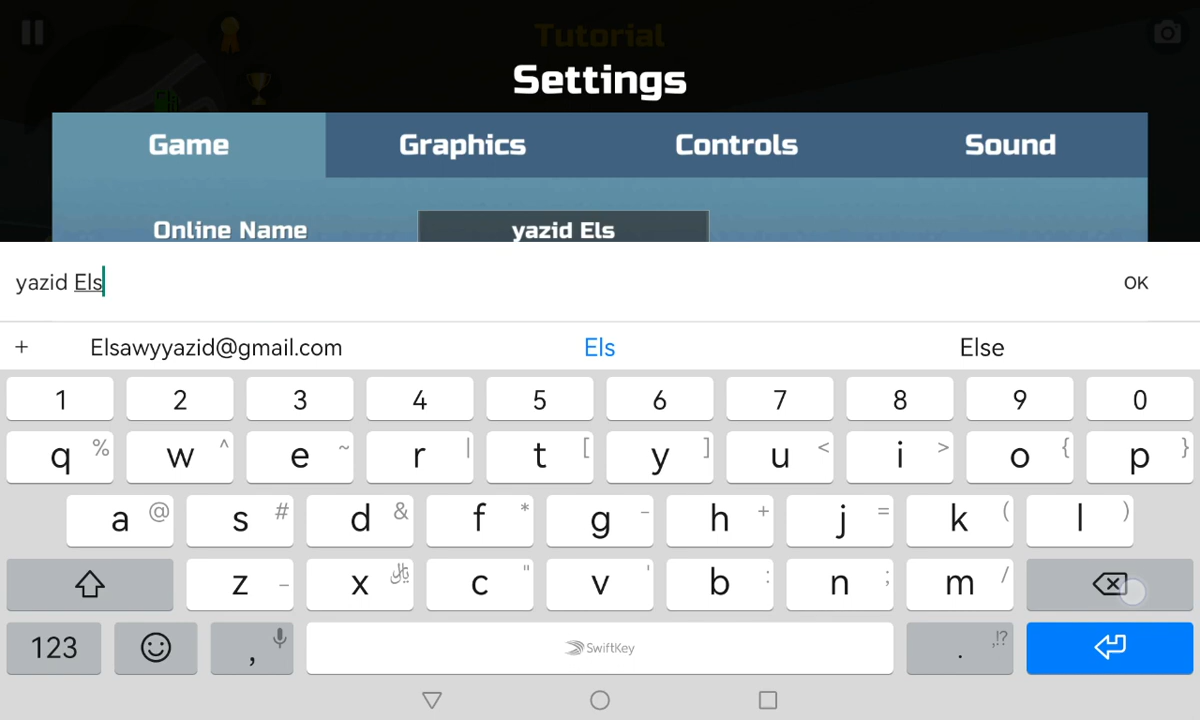 Tutorial
Settings
Game Graphics Controls Sound
Online Name yazid Els
yazid Els OK
+ Elsawyyazid@gmail.com Els Else
1 2 3 4 5 6 7 8 9 0
q % w ^ e ~ r | t [ y ] u < i > o { p }
a @ s # d & f * g - h + j = k ( l )
z _ x ﷼ c " v ' b : n ; m /
123 , SwiftKey . ,!?